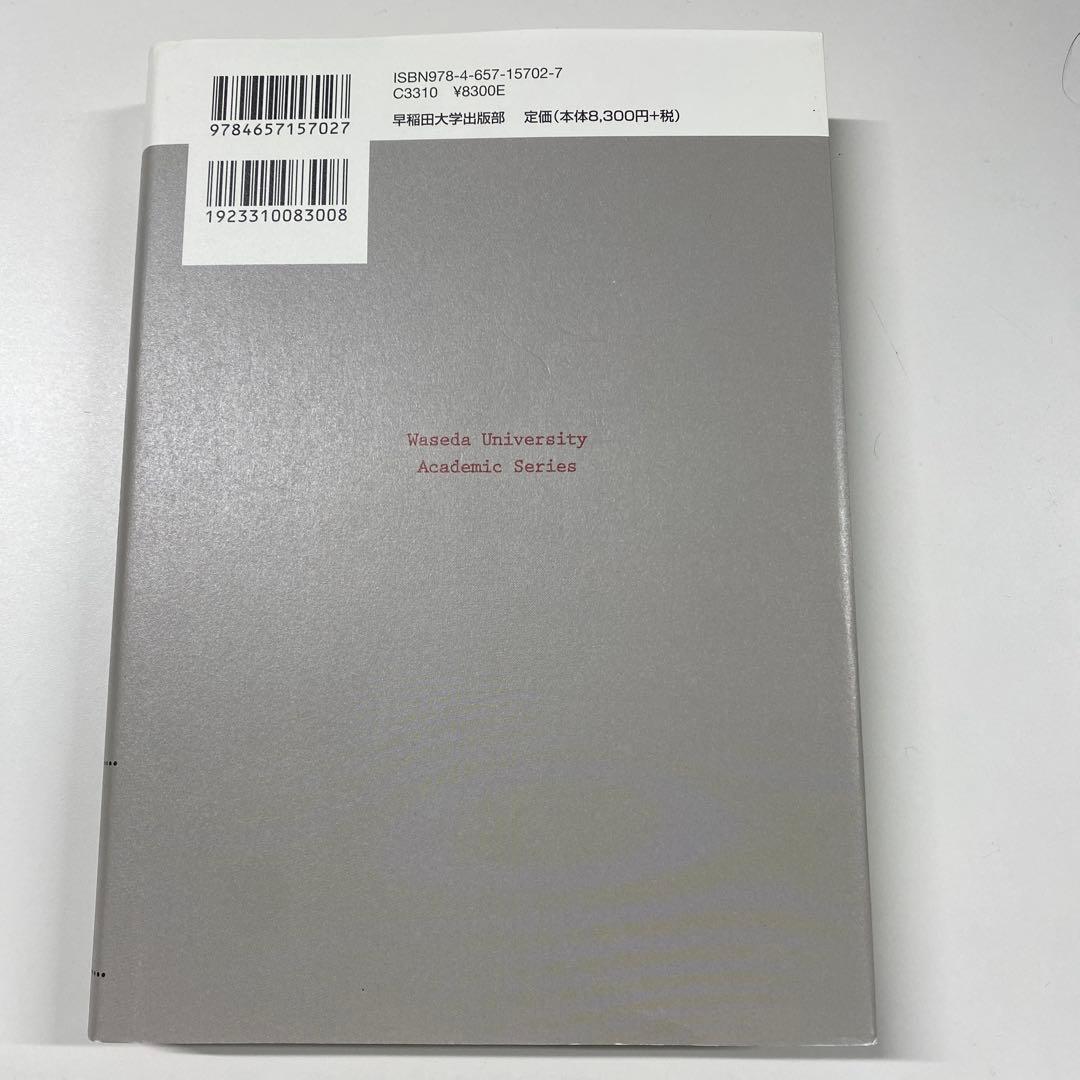 ISBN978-4-657-15702-7
C3310 ¥8300E
早稲田大学出版部 定価(本体8,300円+税)
9784657157027
1923310083008
Waseda University
Academic Series